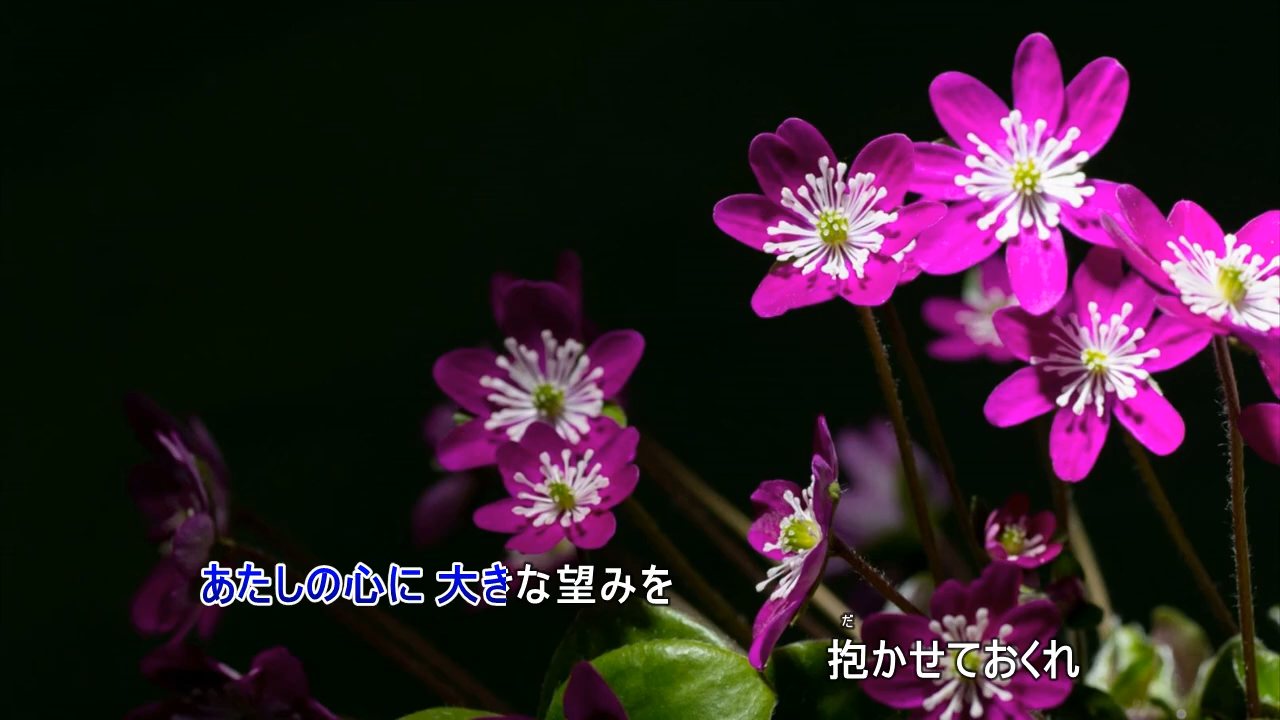 あたしの心に 大きな望みを
だ
抱かせておくれ